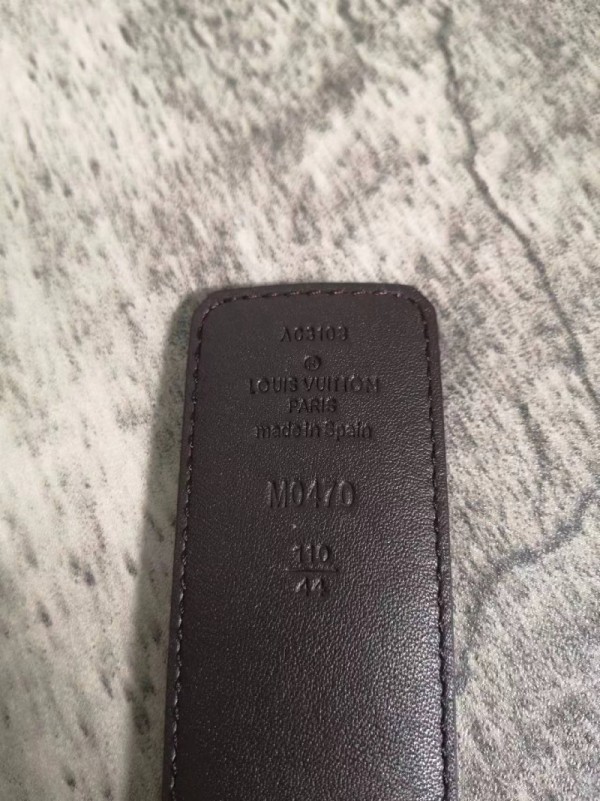 AC3103
®
LOUIS VUITTON
PARIS
made in Spain
M0470
110
44